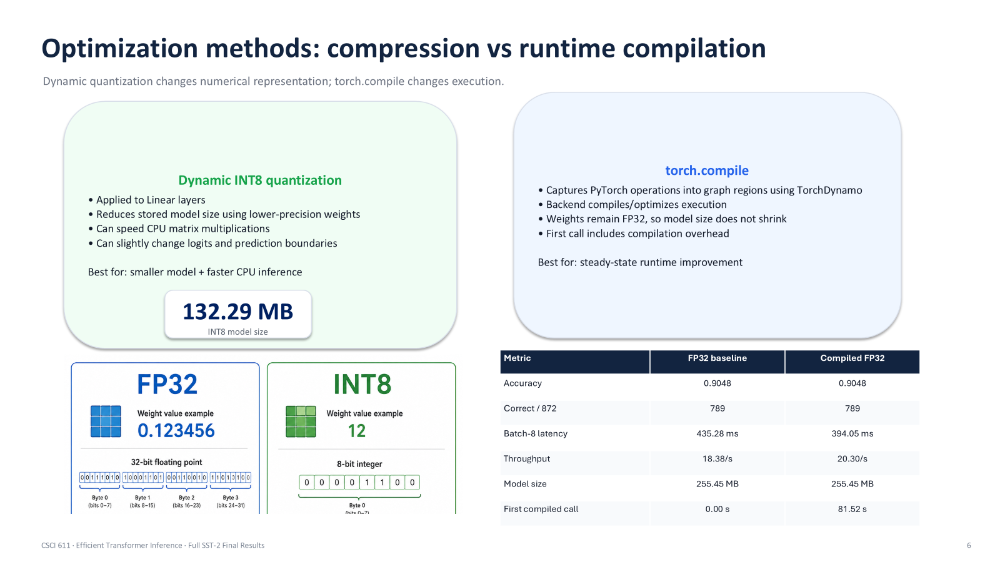 Optimization methods: compression vs runtime compilation
Dynamic quantization changes numerical representation; torch.compile changes execution.
Dynamic INT8 quantization
• Applied to Linear layers
• Reduces stored model size using lower-precision weights
• Can speed CPU matrix multiplications
• Can slightly change logits and prediction boundaries
Best for: smaller model + faster CPU inference
132.29 MB
INT8 model size
torch.compile
• Captures PyTorch operations into graph regions using TorchDynamo
• Backend compiles/optimizes execution
• Weights remain FP32, so model size does not shrink
• First call includes compilation overhead
Best for: steady-state runtime improvement
FP32
Weight value example
0.123456
32-bit floating point
0 0 1 1 1 0 1 0 1 0 0 0 1 1 0 1 0 0 1 1 0 0 1 0 1 1 0 1 0 1 0 0
Byte 0 Byte 1 Byte 2 Byte 3
(bits 0–7) (bits 8–15) (bits 16–23) (bits 24–31)
INT8
Weight value example
12
8-bit integer
0 0 0 0 1 1 0 0
Byte 0
(bits 0–7)
Metric FP32 baseline Compiled FP32
Accuracy 0.9048 0.9048
Correct / 872 789 789
Batch-8 latency 435.28 ms 394.05 ms
Throughput 18.38/s 20.30/s
Model size 255.45 MB 255.45 MB
First compiled call 0.00 s 81.52 s
CSCI 611 · Efficient Transformer Inference · Full SST-2 Final Results
6